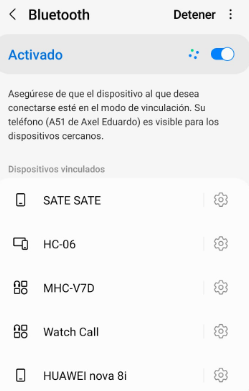 Bluetooth Detener
Activado
Asegúrese de que el dispositivo al que desea
conectarse esté en el modo de vinculación. Su
teléfono (A51 de Axel Eduardo) es visible para los
dispositivos cercanos.
Dispositivos vinculados
SATE SATE
HC-06
MHC-V7D
Watch Call
HUAWEI nova 8i